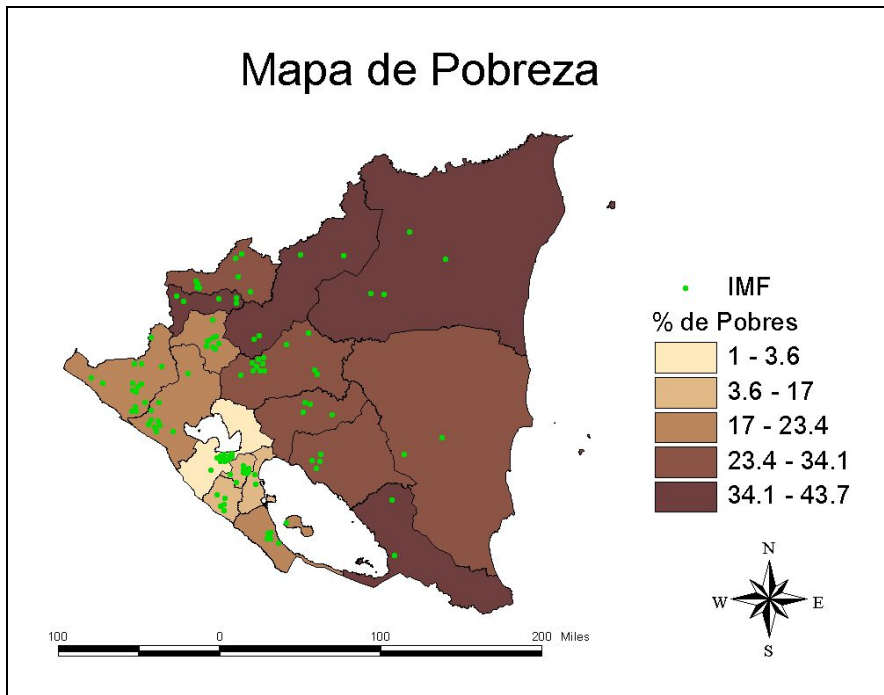 Mapa de Pobreza
IMF
% de Pobres
1 - 3.6
3.6 - 17
17 - 23.4
23.4 - 34.1
34.1 - 43.7
N
W E
S
100 0 100 200 Miles